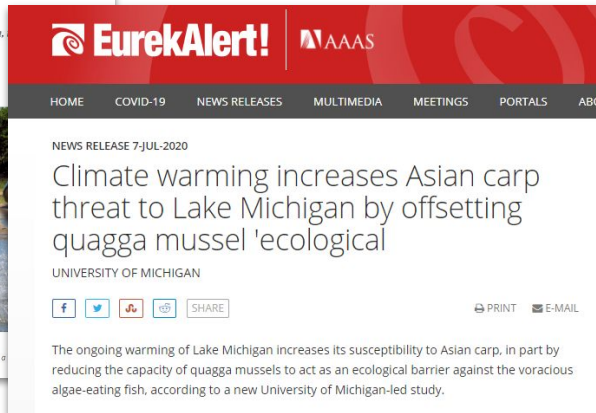 EurekAlert! AAAS
HOME COVID-19 NEWS RELEASES MULTIMEDIA MEETINGS PORTALS
NEWS RELEASE 7-JUL-2020
Climate warming increases Asian carp
threat to Lake Michigan by offsetting
quagga mussel 'ecological
UNIVERSITY OF MICHIGAN
SHARE PRINT E-MAIL
The ongoing warming of Lake Michigan increases its susceptibility to Asian carp, in part by
reducing the capacity of quagga mussels to act as an ecological barrier against the voracious
algae-eating fish, according to a new University of Michigan-led study.